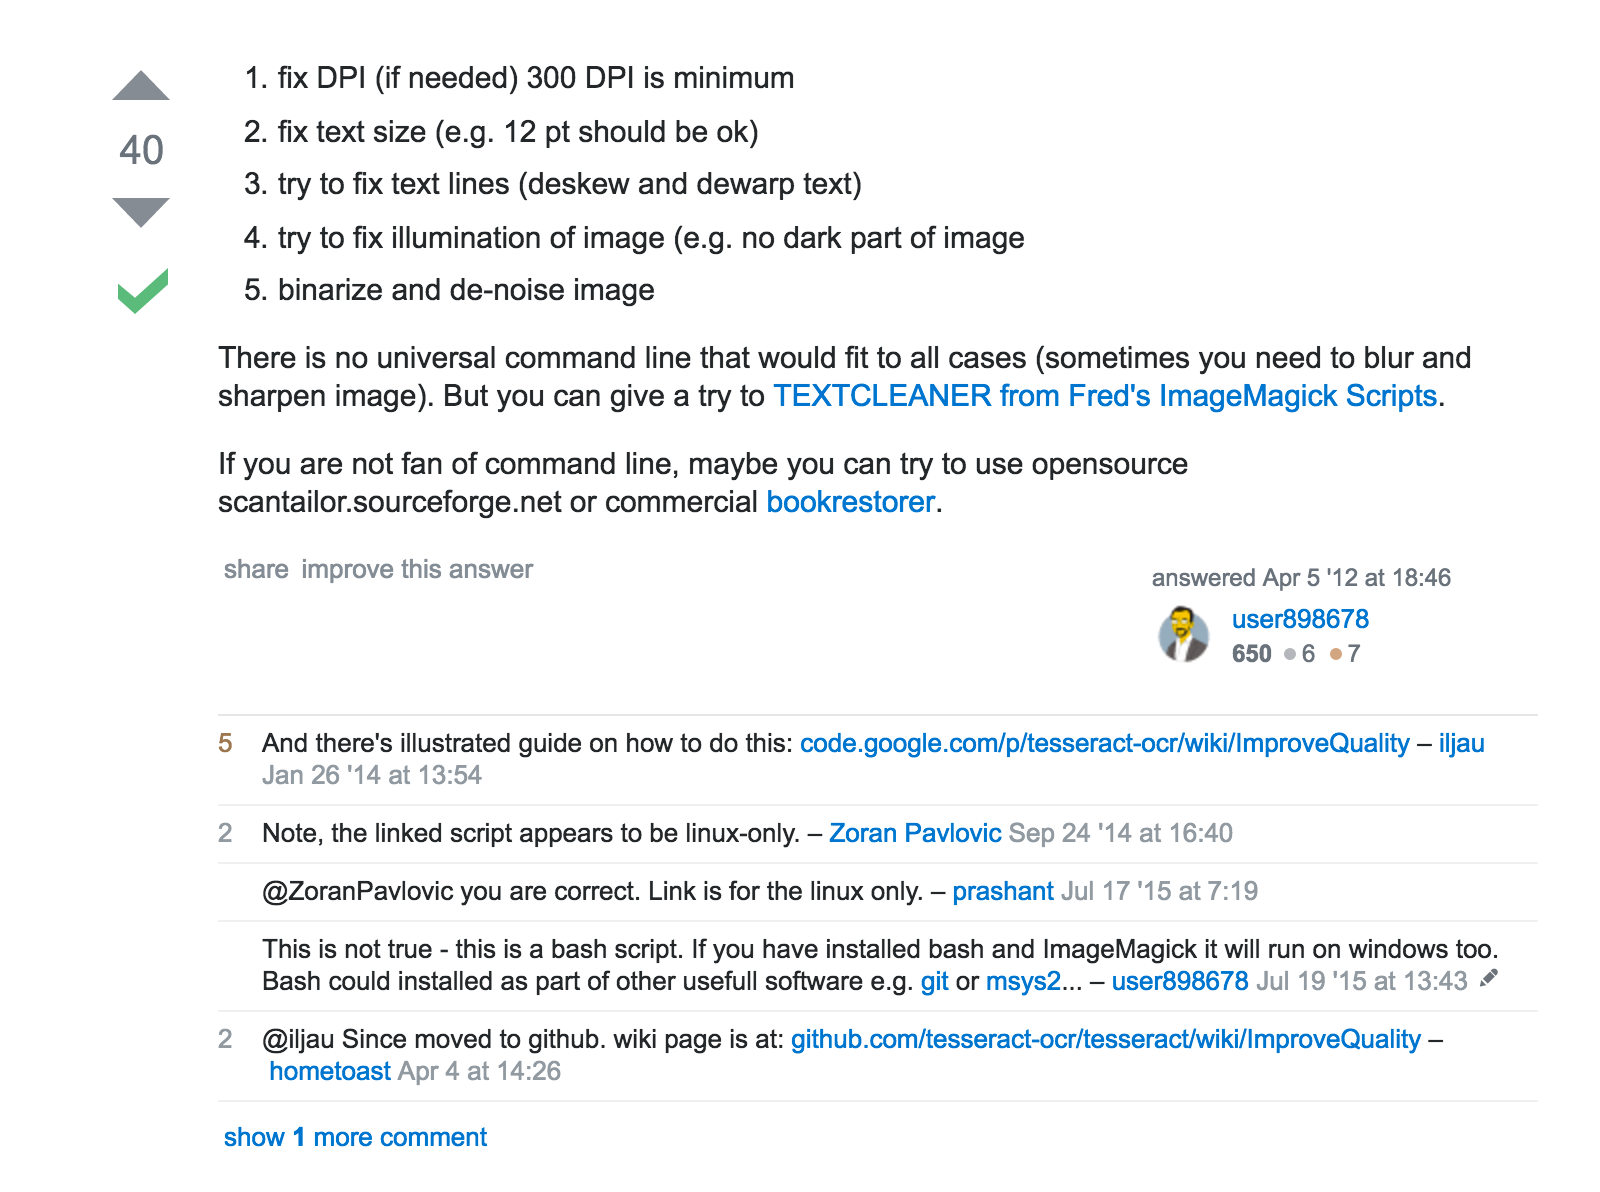 1. fix DPI (if needed) 300 DPI is minimum
40
2. fix text size (e.g. 12 pt should be ok)
3. try to fix text lines (deskew and dewarp text)
4. try to fix illumination of image (e.g. no dark part of image
5. binarize and de-noise image
There is no universal command line that would fit to all cases (sometimes you need to blur and
sharpen image). But you can give a try to TEXTCLEANER from Fred's ImageMagick Scripts.
If you are not fan of command line, maybe you can try to use opensource
scantailor.sourceforge.net or commercial bookrestorer.
share improve this answer
answered Apr 5 '12 at 18:46
user898678
650 6 7
5 And there's illustrated guide on how to do this: code.google.com/p/tesseract-ocr/wiki/ImproveQuality – iljau
Jan 26 '14 at 13:54
2 Note, the linked script appears to be linux-only. – Zoran Pavlovic Sep 24 '14 at 16:40
@ZoranPavlovic you are correct. Link is for the linux only. – prashant Jul 17 '15 at 7:19
This is not true - this is a bash script. If you have installed bash and ImageMagick it will run on windows too.
Bash could installed as part of other usefull software e.g. git or msys2... – user898678 Jul 19 '15 at 13:43
2 @iljau Since moved to github. wiki page is at: github.com/tesseract-ocr/tesseract/wiki/ImproveQuality –
hometoast Apr 4 at 14:26
show 1 more comment